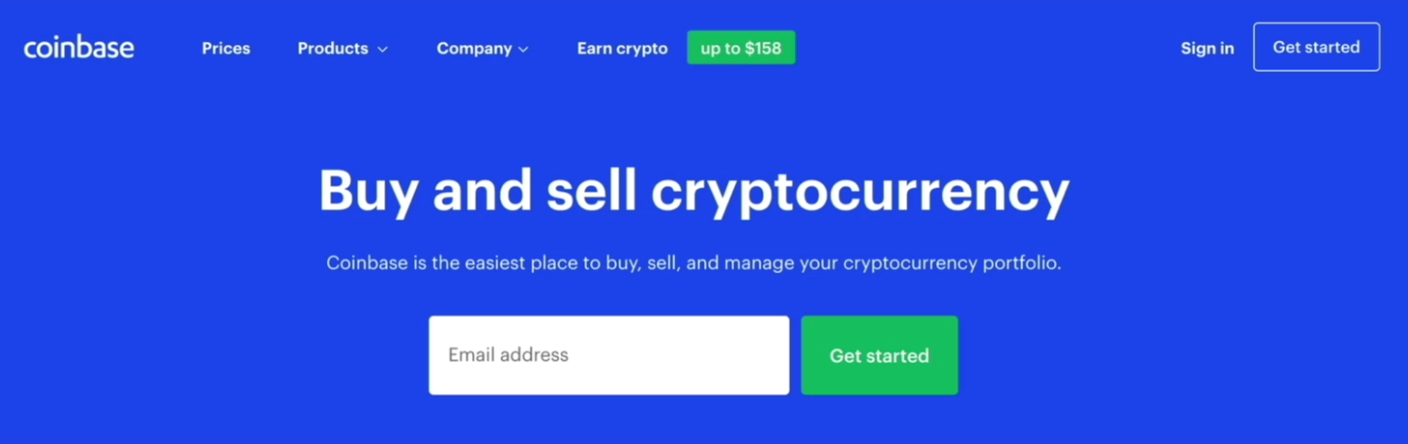 coinbase Prices Products Company Earn crypto up to $158 Sign in Get started
Buy and sell cryptocurrency
Coinbase is the easiest place to buy, sell, and manage your cryptocurrency portfolio.
Email address Get started